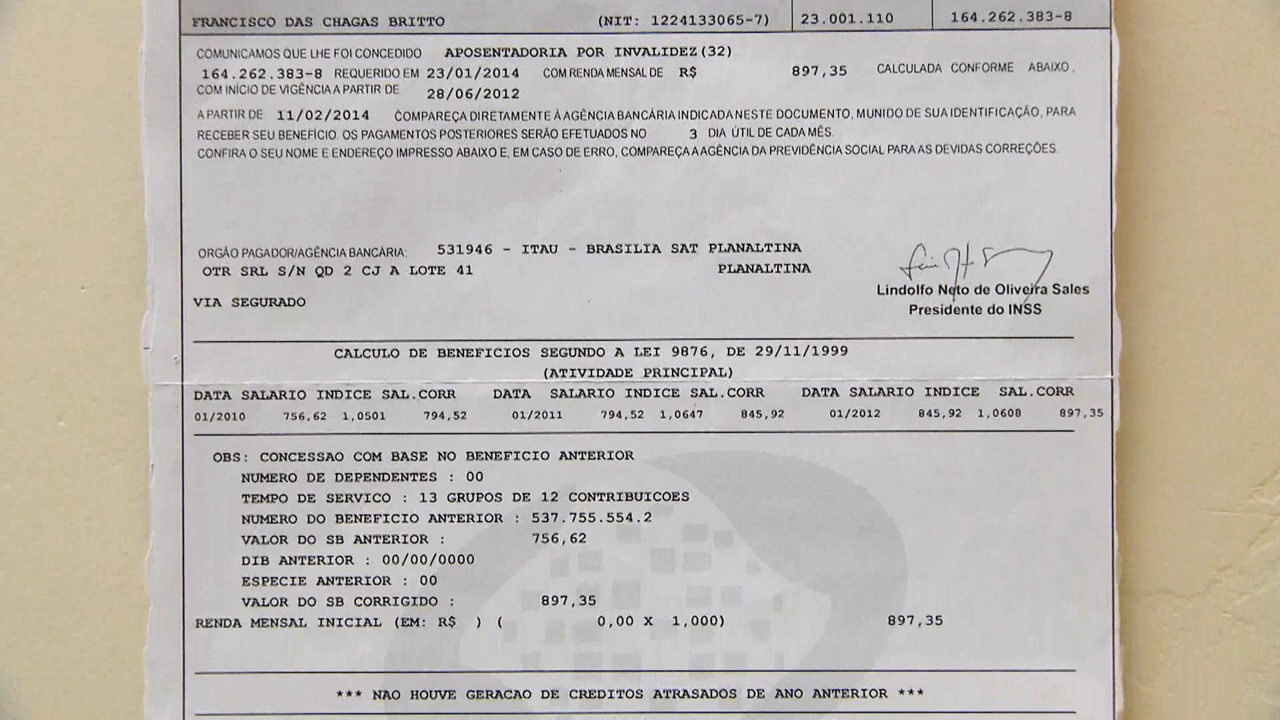 FRANCISCO DAS CHAGAS BRITTO (NIT: 1224133065-7) 23.001.110 164.262.383-8
COMUNICAMOS QUE LHE FOI CONCEDIDO APOSENTADORIA POR INVALIDEZ(32)
164.262.383-8 REQUERIDO EM 23/01/2014 COM RENDA MENSAL DE R$ 897,35 CALCULADA CONFORME ABAIXO,
COM INÍCIO DE VIGÊNCIA A PARTIR DE 28/06/2012
A PARTIR DE 11/02/2014 COMPAREÇA DIRETAMENTE À AGÊNCIA BANCÁRIA INDICADA NESTE DOCUMENTO, MUNIDO DE SUA IDENTIFICAÇÃO, PARA
RECEBER SEU BENEFÍCIO. OS PAGAMENTOS POSTERIORES SERÃO EFETUADOS NO 3 DIA ÚTIL DE CADA MÊS.
CONFIRA O SEU NOME E ENDEREÇO IMPRESSO ABAIXO E, EM CASO DE ERRO, COMPAREÇA A AGÊNCIA DA PREVIDÊNCIA SOCIAL PARA AS DEVIDAS CORREÇÕES.
ORGÃO PAGADOR/AGÊNCIA BANCÁRIA: 531946 - ITAU - BRASILIA SAT PLANALTINA
OTR SRL S/N QD 2 CJ A LOTE 41 PLANALTINA
Lindolfo Neto de Oliveira Sales
VIA SEGURADO
Presidente do INSS
CALCULO DE BENEFICIOS SEGUNDO A LEI 9876, DE 29/11/1999
(ATIVIDADE PRINCIPAL)
DATA SALARIO INDICE SAL.CORR DATA SALARIO INDICE SAL.CORR DATA SALARIO INDICE SAL.CORR
01/2010 756,62 1,0501 794,52 01/2011 794,52 1,0647 845,92 01/2012 845,92 1,0608 897,35
OBS: CONCESSAO COM BASE NO BENEFICIO ANTERIOR
NUMERO DE DEPENDENTES : 00
TEMPO DE SERVICO : 13 GRUPOS DE 12 CONTRIBUICOES
NUMERO DO BENEFICIO ANTERIOR : 537.755.554.2
VALOR DO SB ANTERIOR : 756,62
DIB ANTERIOR : 00/00/0000
ESPECIE ANTERIOR : 00
VALOR DO SB CORRIGIDO : 897,35
RENDA MENSAL INICIAL (EM: R$ ) ( 0,00 X 1,000) 897,35
*** NAO HOUVE GERACAO DE CREDITOS ATRASADOS DE ANO ANTERIOR ***